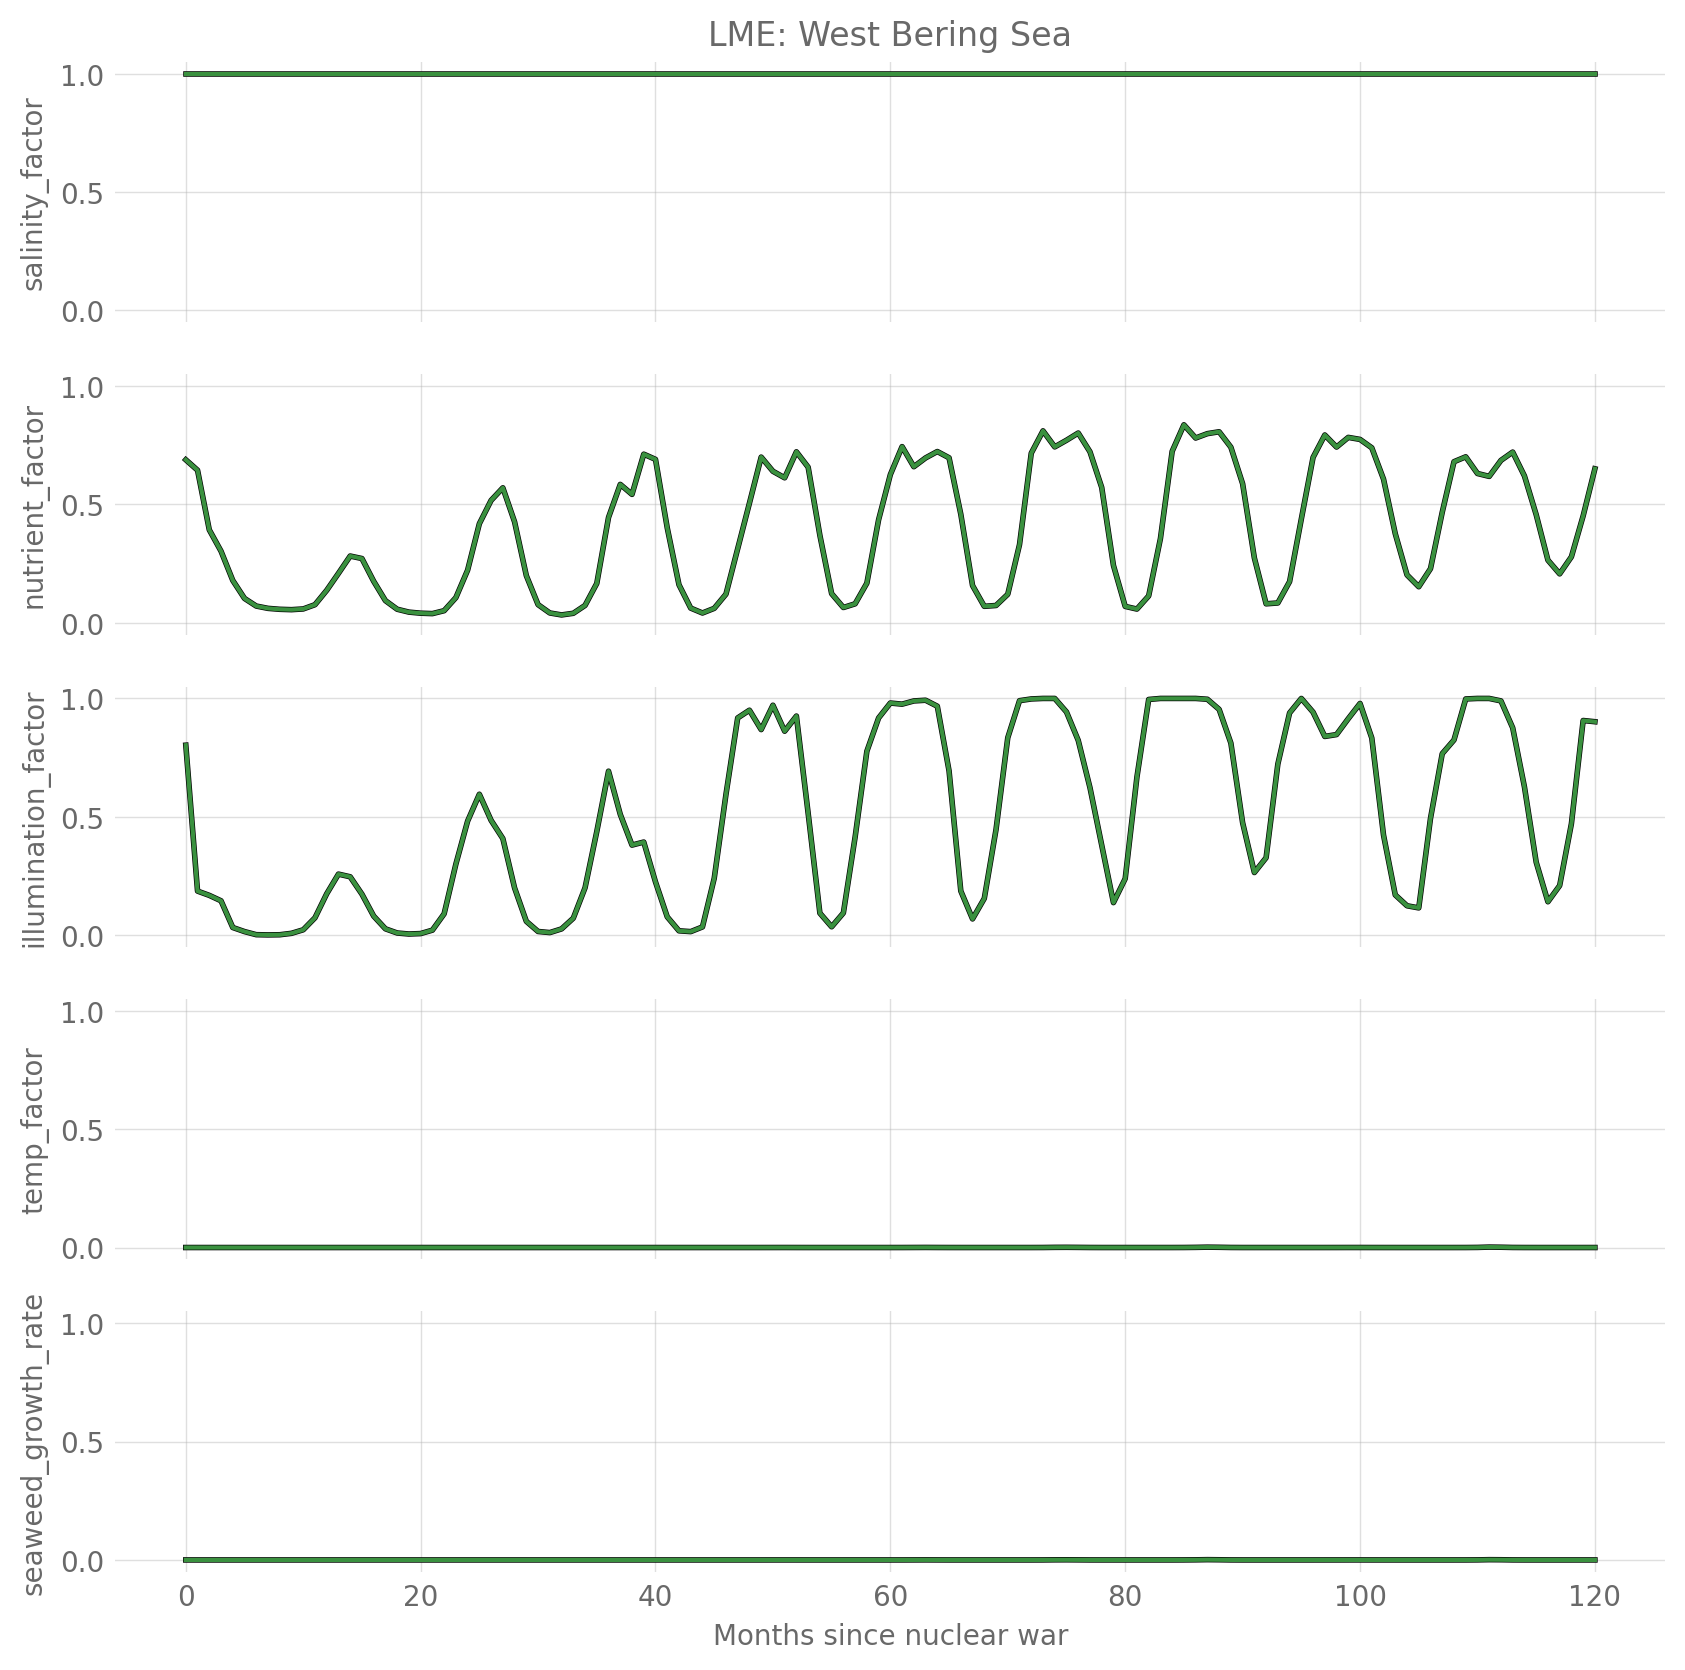 LME: West Bering Sea
1.0
0.5
0.0
salinity_factor
1.0
0.5
0.0
nutrient_factor
1.0
0.5
0.0
illumination_factor
1.0
0.5
0.0
temp_factor
1.0
0.5
0.0
seaweed_growth_rate
0 20 40 60 80 100 120
Months since nuclear war